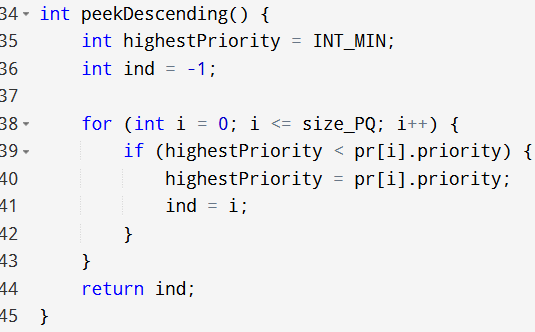 34 int peekDescending() {
35     int highestPriority = INT_MIN;
36     int ind = -1;
37
38     for (int i = 0; i <= size_PQ; i++) {
39         if (highestPriority < pr[i].priority) {
40             highestPriority = pr[i].priority;
41             ind = i;
42         }
43     }
44     return ind;
45 }